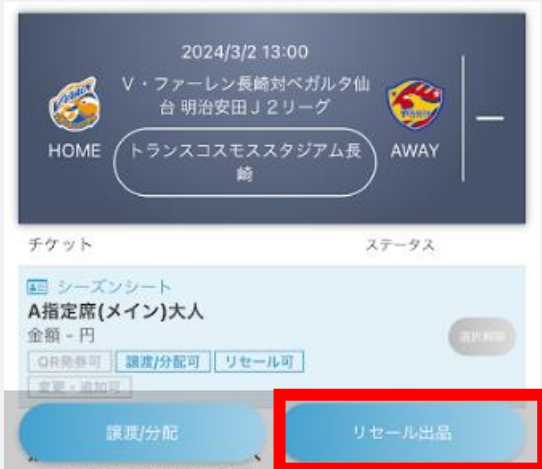 2024/3/2 13:00
V・ファーレン長崎対ベガルタ仙
台 明治安田J2リーグ
HOME
トランスコスモススタジアム長
崎
AWAY
チケット
ステータス
シーズンシート
A指定席(メイン)大人
金額 - 円
選択解除
QR発券可 譲渡/分配可 リセール可
変更・追加可
譲渡/分配
リセール出品